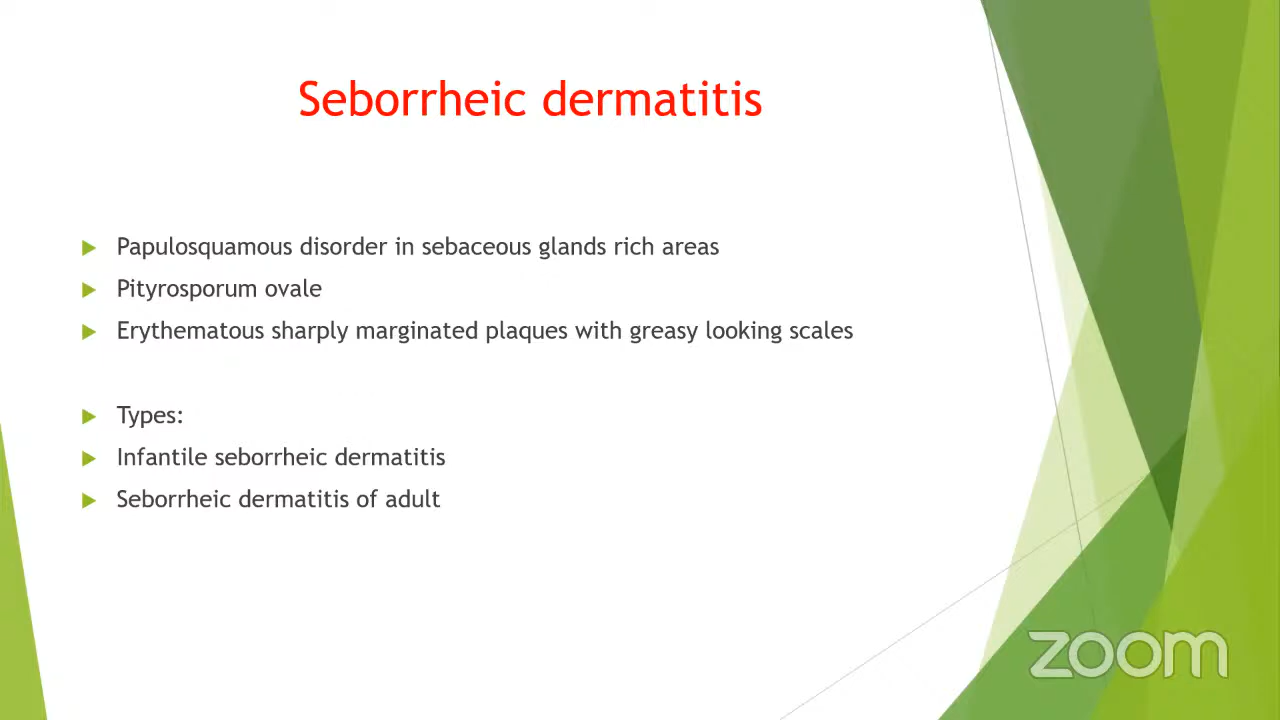 Seborrheic dermatitis
Papulosquamous disorder in sebaceous glands rich areas
Pityrosporum ovale
Erythematous sharply marginated plaques with greasy looking scales
Types:
Infantile seborrheic dermatitis
Seborrheic dermatitis of adult
zoom